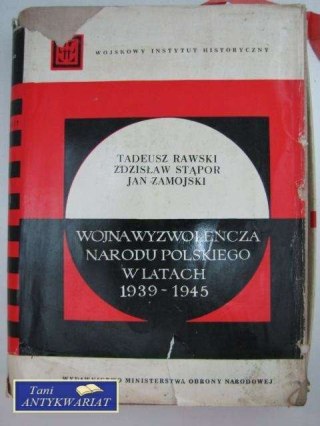 WOJSKOWY INSTYTUT HISTORYCZNY
TADEUSZ RAWSKI
ZDZISŁAW STĄPOR
JAN ZAMOJSKI
WOJNA WYZWOLEŃCZA
NARODU POLSKIEGO
W LATACH
1939-1945
WYDAWNICTWO MINISTERSTWA OBRONY NARODOWEJ
Tani
ANTYKWARIAT